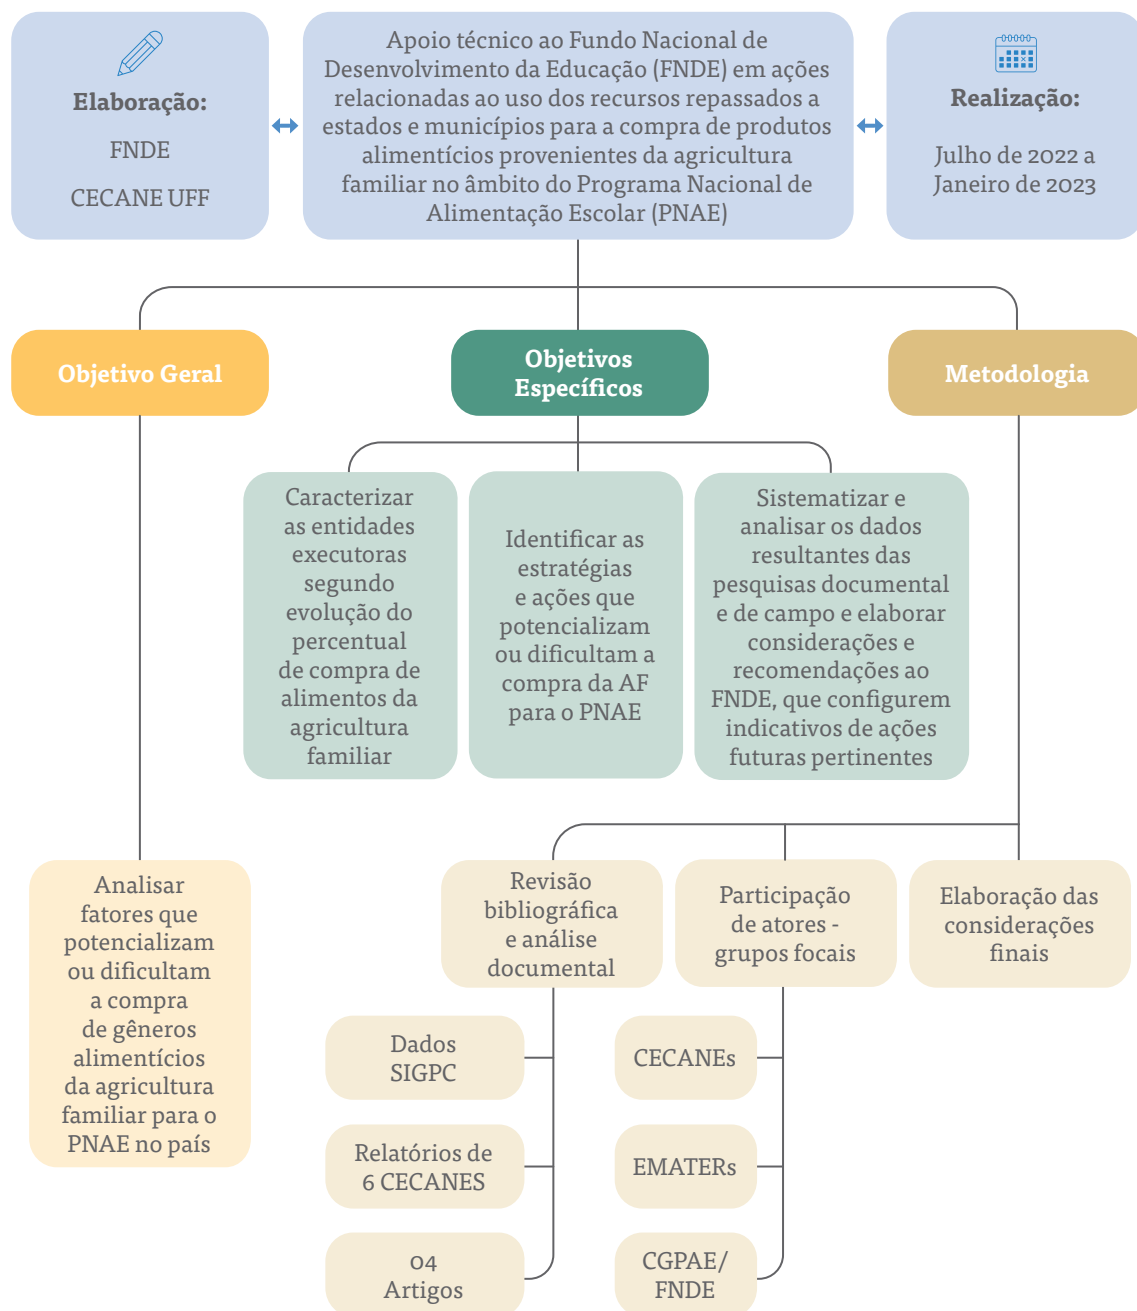 Elaboração:
FNDE
CECANE UFF
Apoio técnico ao Fundo Nacional de
Desenvolvimento da Educação (FNDE) em ações
relacionadas ao uso dos recursos repassados a
estados e municípios para a compra de produtos
alimentícios provenientes da agricultura
familiar no âmbito do Programa Nacional de
Alimentação Escolar (PNAE)
Realização:
Julho de 2022 a
Janeiro de 2023
Objetivo Geral
Objetivos
Específicos
Metodologia
Caracterizar
as entidades
executoras
segundo
evolução do
percentual
de compra de
alimentos da
agricultura
familiar
Identificar as
estratégias
e ações que
potencializam
ou dificultam a
compra da AF
para o PNAE
Sistematizar e
analisar os dados
resultantes das
pesquisas documental
e de campo e elaborar
considerações e
recomendações ao
FNDE, que configurem
indicativos de ações
futuras pertinentes
Analisar
fatores que
potencializam
ou dificultam
a compra
de gêneros
alimentícios
da agricultura
familiar para o
PNAE no país
Revisão
bibliográfica
e análise
documental
Participação
de atores -
grupos focais
Elaboração das
considerações
finais
Dados
SIGPC
Relatórios de
6 CECANES
04
Artigos
CECANEs
EMATERs
CGPAE/
FNDE